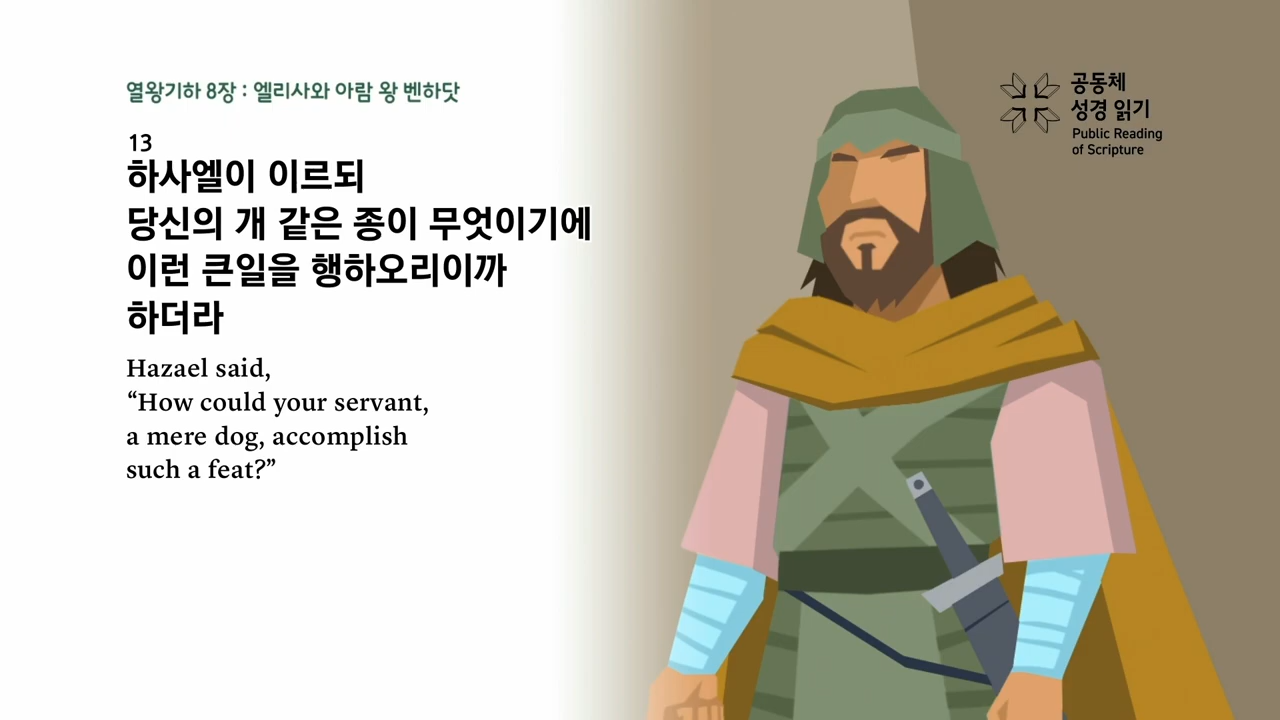 열왕기하 8장 : 엘리사와 아람 왕 벤하닷
13
하사엘이 이르되
당신의 개 같은 종이 무엇이기에
이런 큰일을 행하오리이까
하더라
Hazael said,
“How could your servant,
a mere dog, accomplish
such a feat?”
공동체
성경 읽기
Public Reading
of Scripture